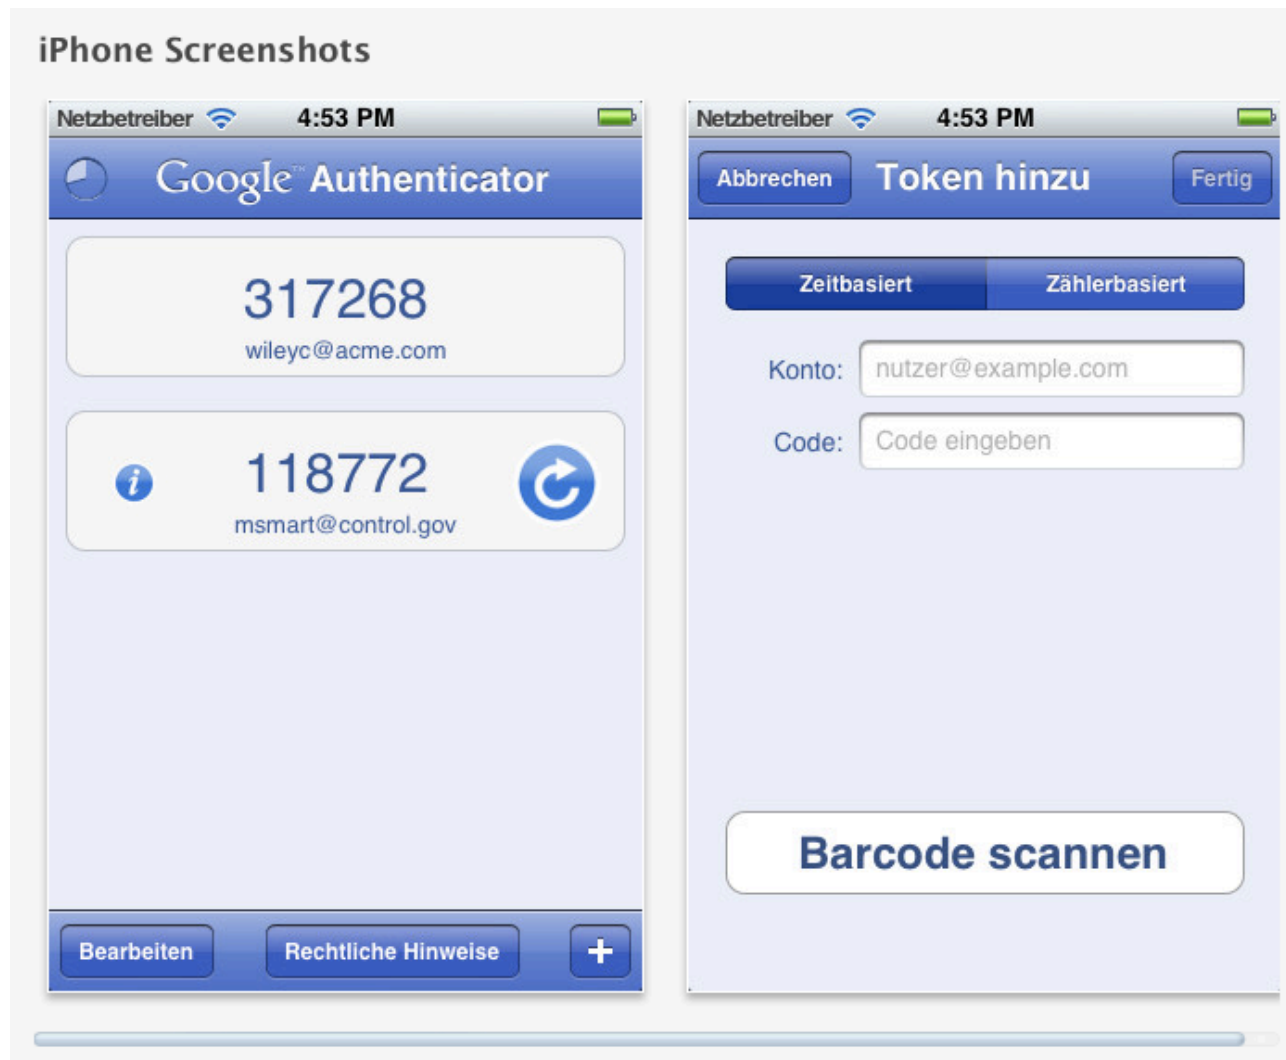 iPhone Screenshots
Netzbetreiber 4:53 PM
Google™ Authenticator
317268
wileyc@acme.com
i
118772
msmart@control.gov
Bearbeiten Rechtliche Hinweise +
Netzbetreiber 4:53 PM
Abbrechen Token hinzu Fertig
Zeitbasiert Zählerbasiert
Konto: nutzer@example.com
Code: Code eingeben
Barcode scannen